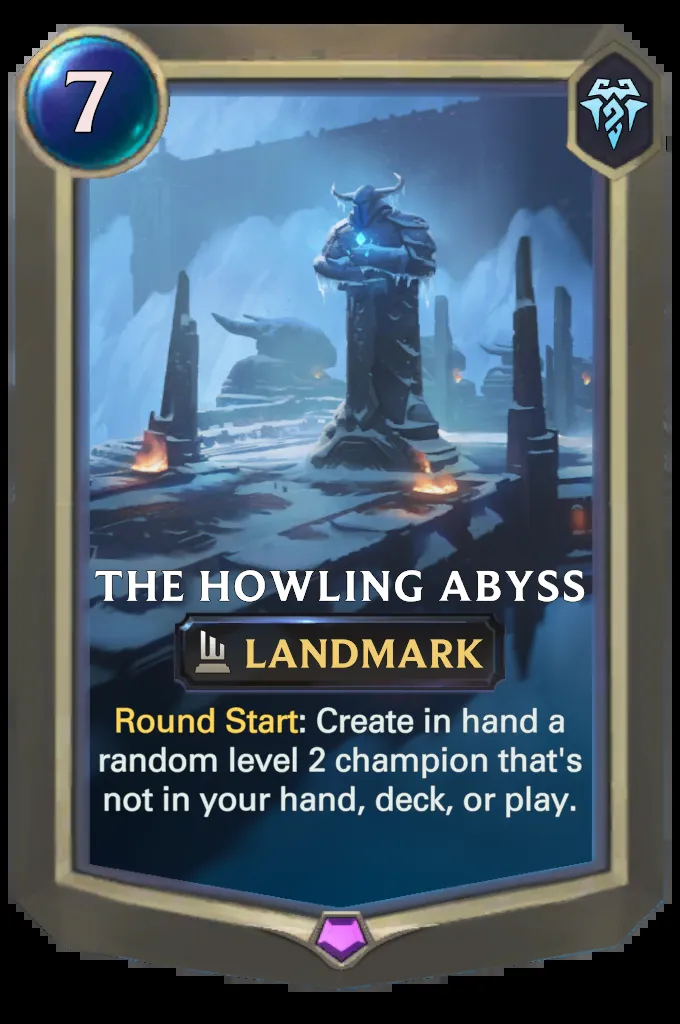 7
THE HOWLING ABYSS
LANDMARK
Round Start: Create in hand a
random level 2 champion that's
not in your hand, deck, or play.